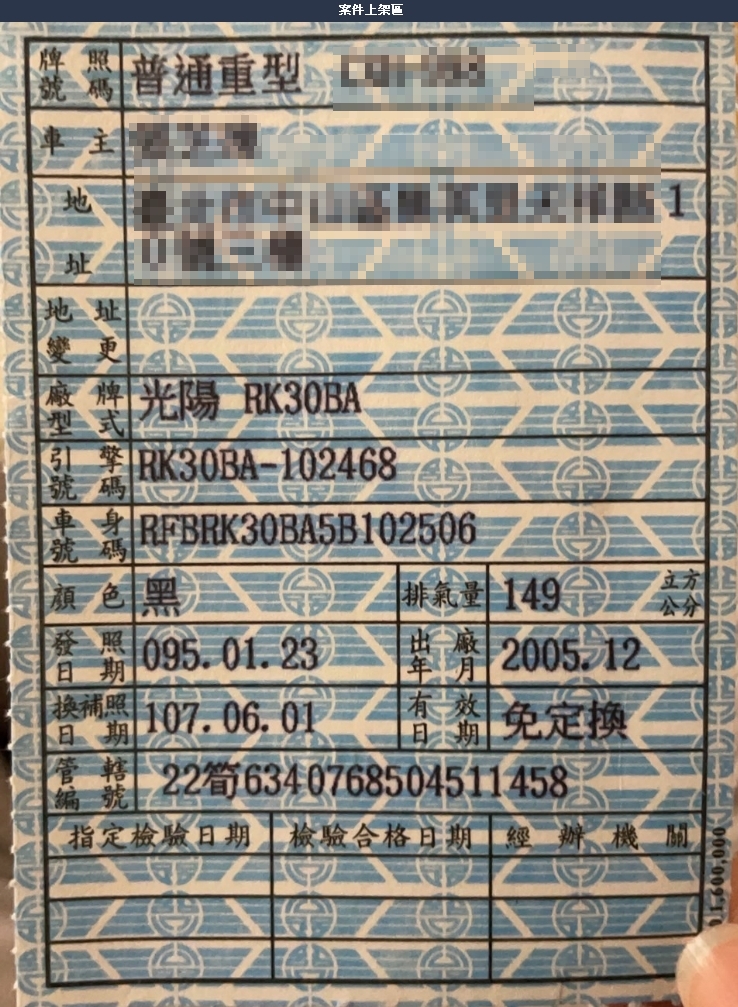 案件上架區
牌照號碼 普通重型
車主
地址 1
地址變更
廠牌型式 光陽 RK30BA
引擎號碼 RK30BA-102468
車身號碼 RFBRK30BA5B102506
顏色 黑 排氣量 149 立方公分
發照日期 095.01.23 出廠年月 2005.12
換補照日期 107.06.01 有效日期 免定換
管轄編號 22筍6340768504511458
指定檢驗日期 檢驗合格日期 經辦機關